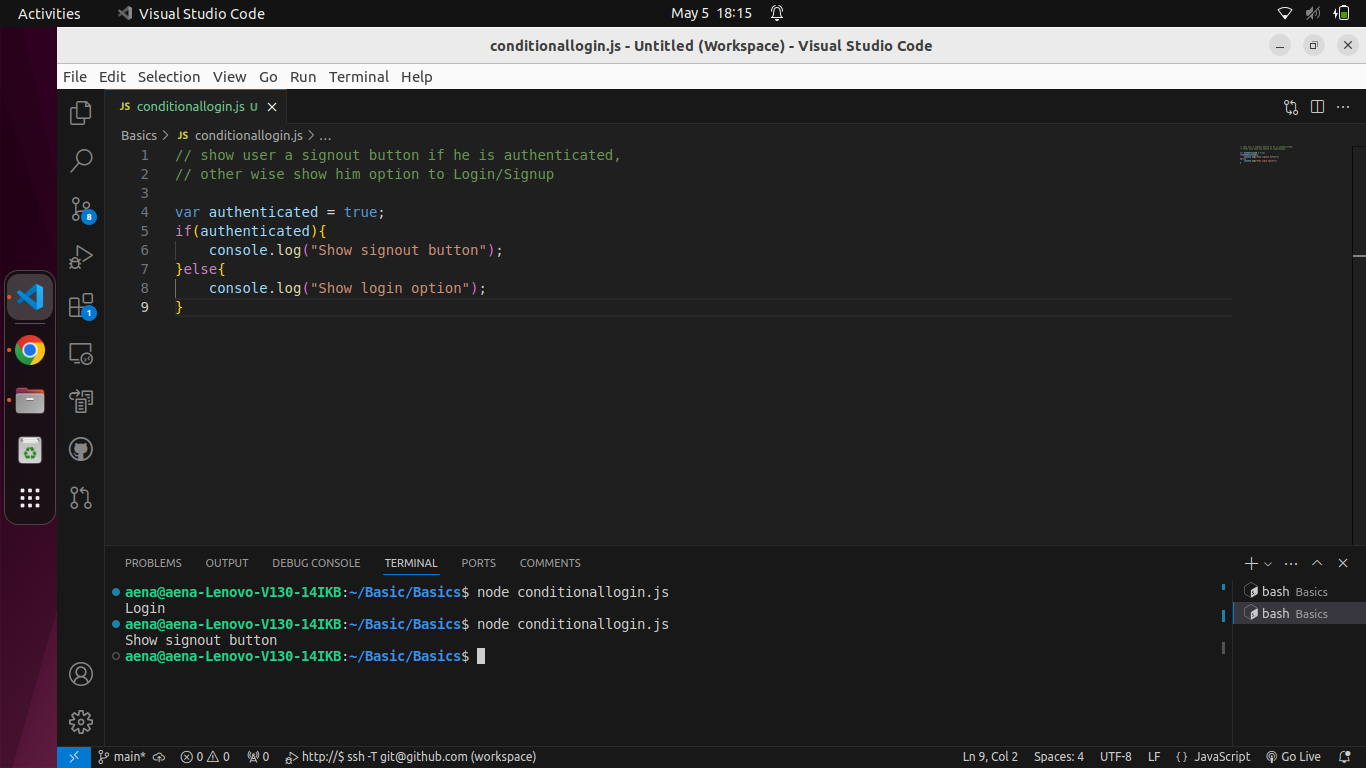 Activities Visual Studio Code May 5 18:15
conditionallogin.js - Untitled (Workspace) - Visual Studio Code
File Edit Selection View Go Run Terminal Help
JS conditionallogin.js U
Basics > JS conditionallogin.js > ...
1 // show user a signout button if he is authenticated,
2 // other wise show him option to Login/Signup
3
4 var authenticated = true;
5 if(authenticated){
6 console.log("Show signout button");
7 }else{
8 console.log("Show login option");
9 }
8
1
PROBLEMS OUTPUT DEBUG CONSOLE TERMINAL PORTS COMMENTS
aena@aena-Lenovo-V130-14IKB:~/Basic/Basics$ node conditionallogin.js
Login
aena@aena-Lenovo-V130-14IKB:~/Basic/Basics$ node conditionallogin.js
Show signout button
aena@aena-Lenovo-V130-14IKB:~/Basic/Basics$
bash Basics
bash Basics
main* 0 0 0 http://$ ssh -T git@github.com (workspace) Ln 9, Col 2 Spaces: 4 UTF-8 LF {} JavaScript Go Live